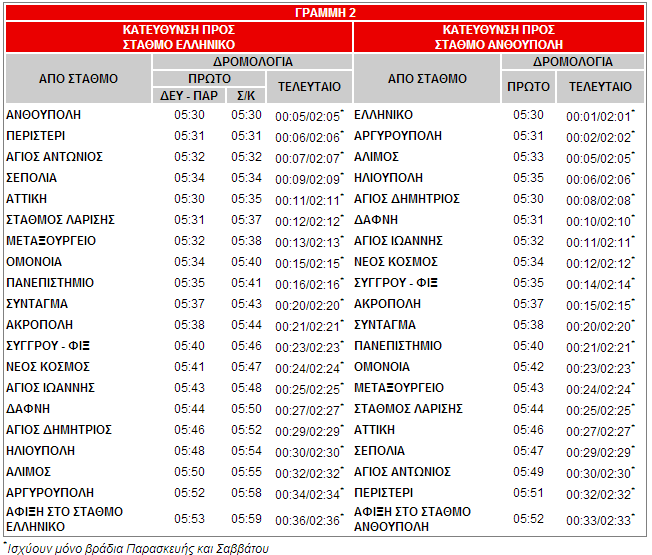 ΓΡΑΜΜΗ 2
ΚΑΤΕΥΘΥΝΣΗ ΠΡΟΣ
ΣΤΑΘΜΟ ΕΛΛΗΝΙΚΟ
ΚΑΤΕΥΘΥΝΣΗ ΠΡΟΣ
ΣΤΑΘΜΟ ΑΝΘΟΥΠΟΛΗ
ΑΠΟ ΣΤΑΘΜΟ
ΔΡΟΜΟΛΟΓΙΑ
ΠΡΩΤΟ
ΔΕΥ - ΠΑΡ Σ/Κ
ΤΕΛΕΥΤΑΙΟ
ΑΠΟ ΣΤΑΘΜΟ
ΔΡΟΜΟΛΟΓΙΑ
ΠΡΩΤΟ ΤΕΛΕΥΤΑΙΟ
ΑΝΘΟΥΠΟΛΗ 05:30 05:30 00:05/02:05* ΕΛΛΗΝΙΚΟ 05:30 00:01/02:01*
ΠΕΡΙΣΤΕΡΙ 05:31 05:31 00:06/02:06* ΑΡΓΥΡΟΥΠΟΛΗ 05:31 00:02/02:02*
ΑΓΙΟΣ ΑΝΤΩΝΙΟΣ 05:32 05:32 00:07/02:07* ΑΛΙΜΟΣ 05:33 00:05/02:05*
ΣΕΠΟΛΙΑ 05:34 05:34 00:09/02:09* ΗΛΙΟΥΠΟΛΗ 05:35 00:06/02:06*
ΑΤΤΙΚΗ 05:30 05:35 00:11/02:11* ΑΓΙΟΣ ΔΗΜΗΤΡΙΟΣ 05:30 00:08/02:08*
ΣΤΑΘΜΟΣ ΛΑΡΙΣΗΣ 05:31 05:37 00:12/02:12* ΔΑΦΝΗ 05:31 00:10/02:10*
ΜΕΤΑΞΟΥΡΓΕΙΟ 05:32 05:38 00:13/02:13* ΑΓΙΟΣ ΙΩΑΝΝΗΣ 05:32 00:11/02:11*
ΟΜΟΝΟΙΑ 05:34 05:40 00:15/02:15* ΝΕΟΣ ΚΟΣΜΟΣ 05:34 00:12/02:12*
ΠΑΝΕΠΙΣΤΗΜΙΟ 05:35 05:41 00:16/02:16* ΣΥΓΓΡΟΥ - ΦΙΞ 05:35 00:14/02:14*
ΣΥΝΤΑΓΜΑ 05:37 05:43 00:20/02:20* ΑΚΡΟΠΟΛΗ 05:37 00:15/02:15*
ΑΚΡΟΠΟΛΗ 05:38 05:44 00:21/02:21* ΣΥΝΤΑΓΜΑ 05:38 00:20/02:20*
ΣΥΓΓΡΟΥ - ΦΙΞ 05:40 05:46 00:23/02:23* ΠΑΝΕΠΙΣΤΗΜΙΟ 05:40 00:21/02:21*
ΝΕΟΣ ΚΟΣΜΟΣ 05:41 05:47 00:24/02:24* ΟΜΟΝΟΙΑ 05:42 00:23/02:23*
ΑΓΙΟΣ ΙΩΑΝΝΗΣ 05:43 05:48 00:25/02:25* ΜΕΤΑΞΟΥΡΓΕΙΟ 05:43 00:24/02:24*
ΔΑΦΝΗ 05:44 05:50 00:27/02:27* ΣΤΑΘΜΟΣ ΛΑΡΙΣΗΣ 05:44 00:25/02:25*
ΑΓΙΟΣ ΔΗΜΗΤΡΙΟΣ 05:46 05:52 00:29/02:29* ΑΤΤΙΚΗ 05:46 00:27/02:27*
ΗΛΙΟΥΠΟΛΗ 05:48 05:54 00:30/02:30* ΣΕΠΟΛΙΑ 05:47 00:29/02:29*
ΑΛΙΜΟΣ 05:50 05:55 00:32/02:32* ΑΓΙΟΣ ΑΝΤΩΝΙΟΣ 05:49 00:30/02:30*
ΑΡΓΥΡΟΥΠΟΛΗ 05:52 05:58 00:34/02:34* ΠΕΡΙΣΤΕΡΙ 05:51 00:32/02:32*
ΑΦΙΞΗ ΣΤΟ ΣΤΑΘΜΟ
ΕΛΛΗΝΙΚΟ 05:53 05:59 00:36/02:36*
ΑΦΙΞΗ ΣΤΟ ΣΤΑΘΜΟ
ΑΝΘΟΥΠΟΛΗ 05:52 00:33/02:33*
*Ισχύουν μόνο βράδια Παρασκευής και Σαββάτου